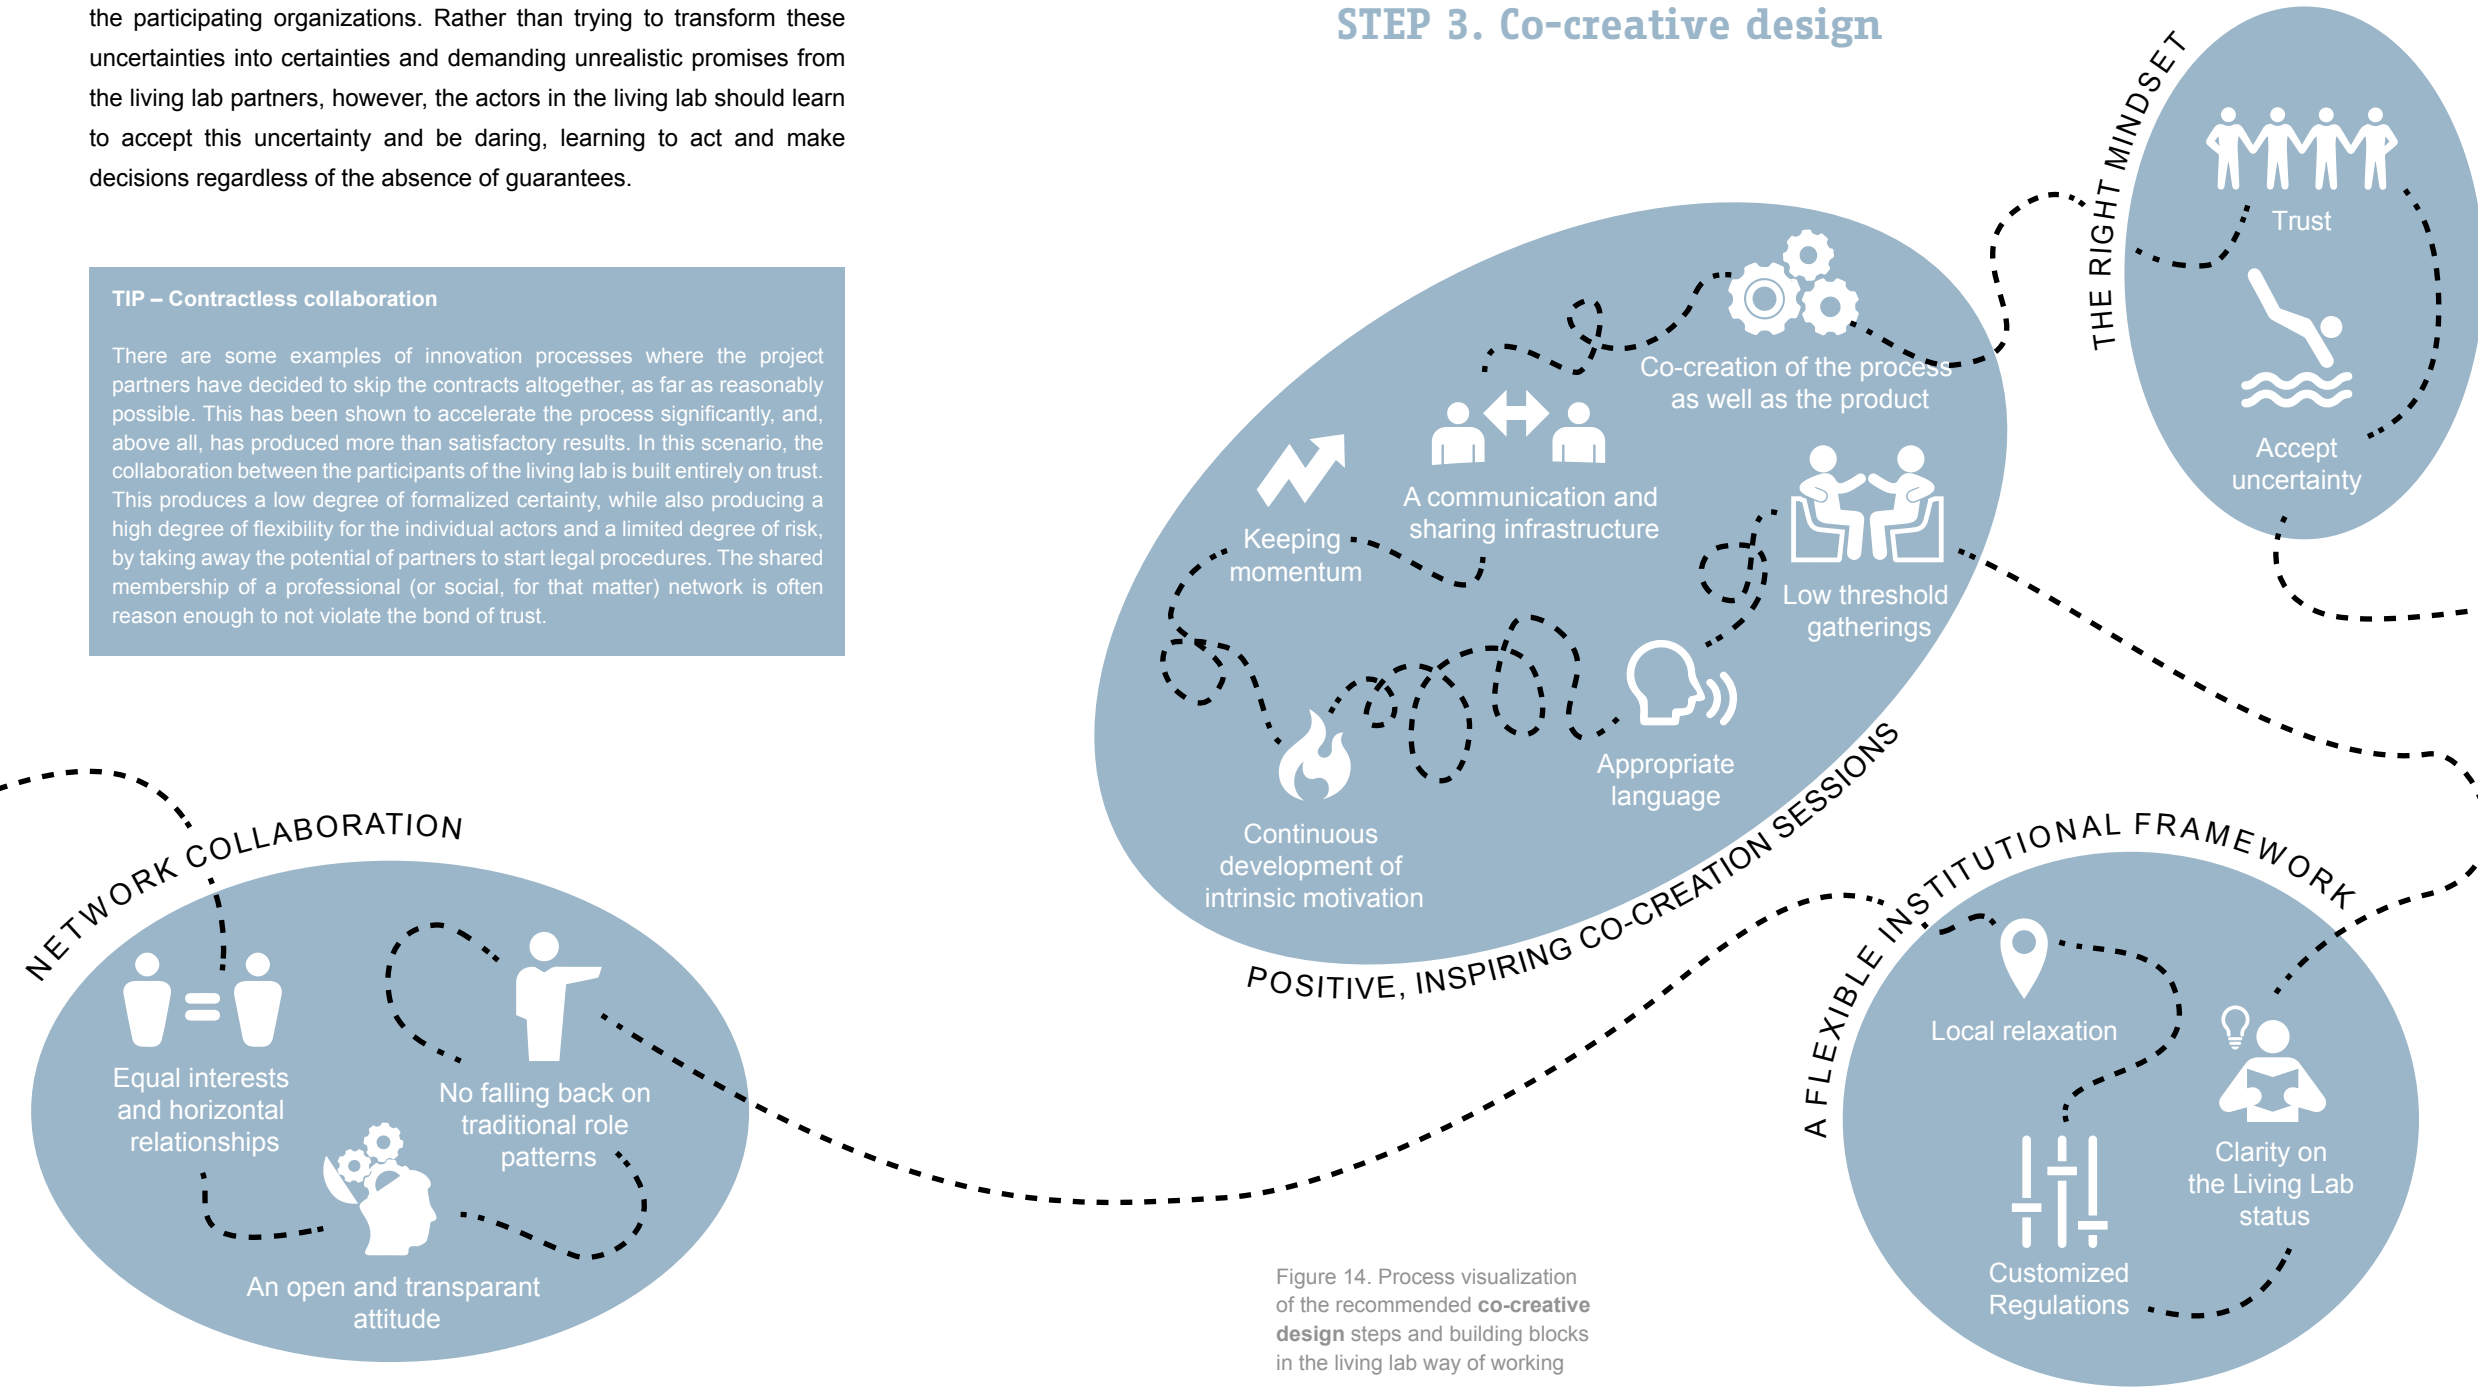 the participating organizations. Rather than trying to transform these
uncertainties into certainties and demanding unrealistic promises from
the living lab partners, however, the actors in the living lab should learn
to accept this uncertainty and be daring, learning to act and make
decisions regardless of the absence of guarantees.
TIP – Contractless collaboration
There are some examples of innovation processes where the project
partners have decided to skip the contracts altogether, as far as reasonably
possible. This has been shown to accelerate the process significantly, and,
above all, has produced more than satisfactory results. In this scenario, the
collaboration between the participants of the living lab is built entirely on trust.
This produces a low degree of formalized certainty, while also producing a
high degree of flexibility for the individual actors and a limited degree of risk,
by taking away the potential of partners to start legal procedures. The shared
membership of a professional (or social, for that matter) network is often
reason enough to not violate the bond of trust.
NETWORK COLLABORATION
Equal interests
and horizontal
relationships
No falling back on
traditional role
patterns
An open and transparant
attitude
STEP 3. Co-creative design
Co-creation of the process
as well as the product
A communication and
sharing infrastructure
Keeping
momentum
Low threshold
gatherings
Appropriate
language
Continuous
development of
intrinsic motivation
POSITIVE, INSPIRING CO-CREATION SESSIONS
THE RIGHT MINDSET
Trust
Accept
uncertainty
A FLEXIBLE INSTITUTIONAL FRAMEWORK
Local relaxation
Clarity on
the Living Lab
status
Customized
Regulations
Figure 14. Process visualization
of the recommended co-creative
design steps and building blocks
in the living lab way of working